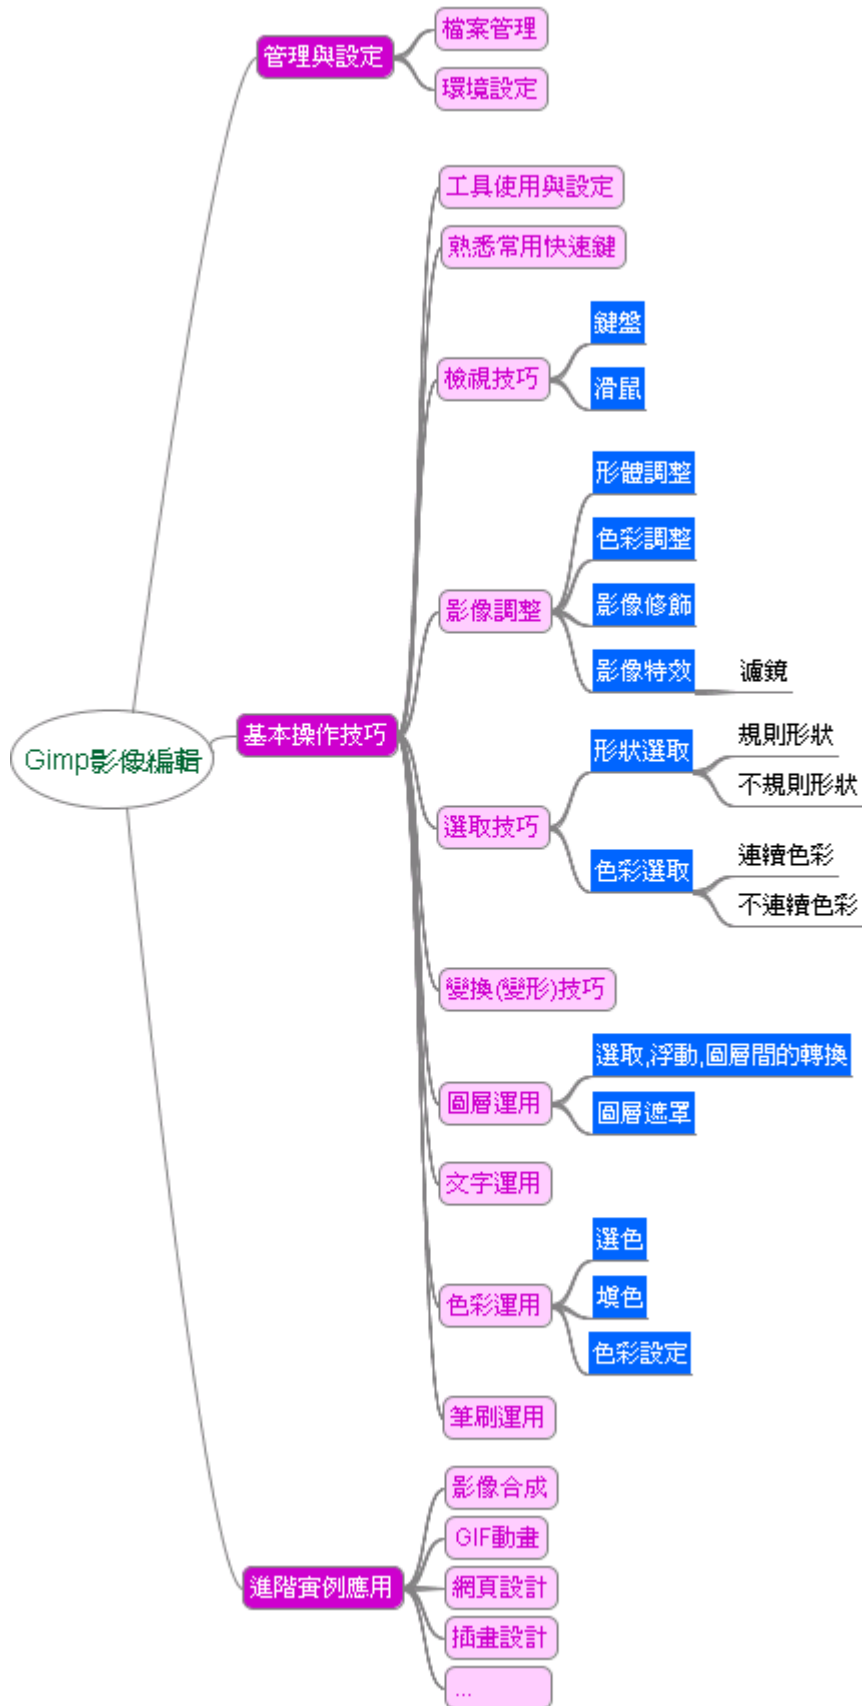 Gimp影像編輯
管理與設定
檔案管理
環境設定
基本操作技巧
工具使用與設定
熟悉常用快速鍵
檢視技巧
鍵盤
滑鼠
影像調整
形體調整
色彩調整
影像修飾
影像特效
濾鏡
選取技巧
形狀選取
規則形狀
不規則形狀
色彩選取
連續色彩
不連續色彩
變換(變形)技巧
圖層運用
選取,浮動,圖層間的轉換
圖層遮罩
文字運用
色彩運用
選色
填色
色彩設定
筆刷運用
進階實例應用
影像合成
GIF動畫
網頁設計
插畫設計
...